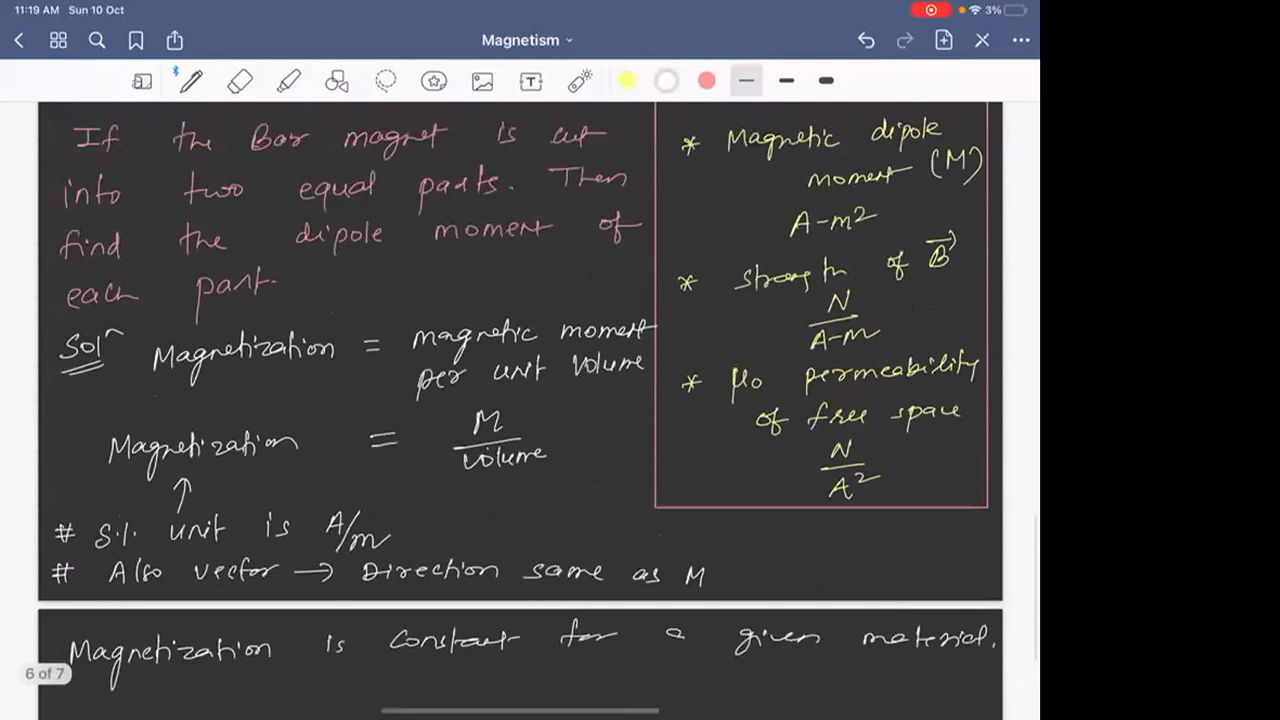 11:19 AM Sun 10 Oct
3%
Magnetism
If the Bar magnet is cut
into two equal parts. Then
find the dipole moment of
each part.
Sol
Magnetization = magnetic moment
per unit volume
Magnetization = M
volume
# S.I. unit is A/m
# Also vector → Direction same as M
* Magnetic dipole
moment (M)
A-m²
* strength of B⃗
N
A-m
* μ₀ permeability
of free space
N
A²
Magnetization is constant for a given material.
6 of 7